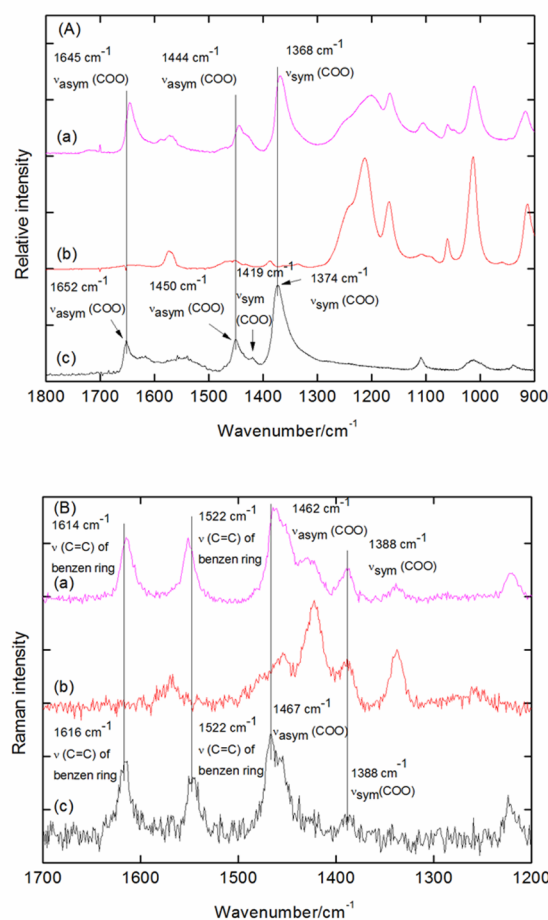 (A)
1645 cm-1
νasym (COO)
1444 cm-1
νasym (COO)
1368 cm-1
νsym (COO)
(a)
(b)
1652 cm-1
νasym (COO)
1450 cm-1
νasym (COO)
1419 cm-1
νsym
(COO)
1374 cm-1
νsym (COO)
(c)
Relative intensity
1800 1700 1600 1500 1400 1300 1200 1100 1000 900
Wavenumber/cm-1
(B)
1614 cm-1
ν (C=C) of
benzen ring
1522 cm-1
ν (C=C) of
benzen ring
1462 cm-1
νasym (COO)
1388 cm-1
νsym (COO)
(a)
(b)
1616 cm-1
ν (C=C) of
benzen ring
1522 cm-1
ν (C=C) of
benzen ring
1467 cm-1
νasym (COO)
1388 cm-1
νsym(COO)
(c)
Raman intensity
1700 1600 1500 1400 1300 1200
Wavenumber/cm-1